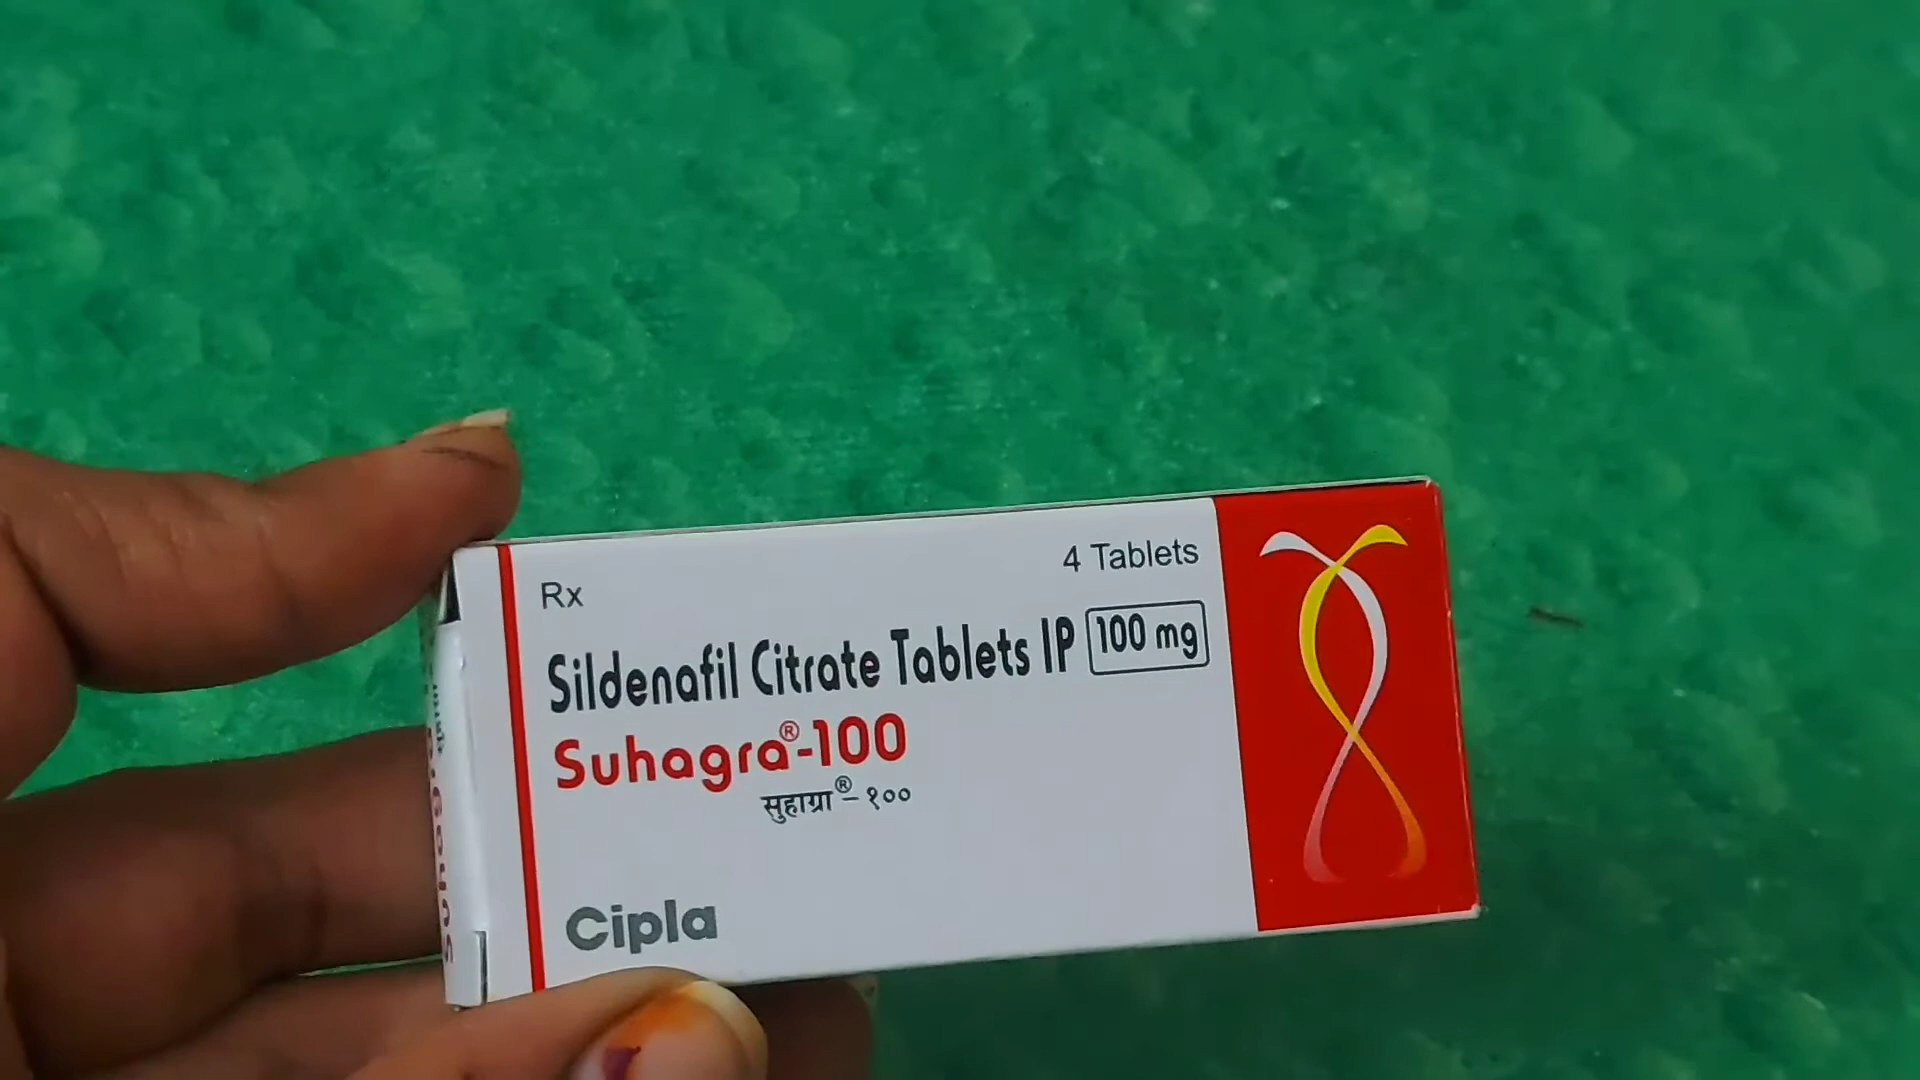 Rx
4 Tablets
Sildenafil Citrate Tablets IP 100 mg
Suhagra®-100
सुहाग्रा®-१००
Cipla